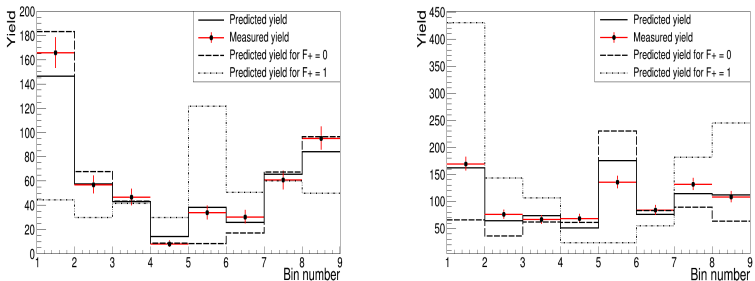 Yield
200
180
160
140
120
100
80
60
40
20
0
1 2 3 4 5 6 7 8 9
Bin number
Predicted yield
Measured yield
Predicted yield for F+ = 0
Predicted yield for F+ = 1
Yield
450
400
350
300
250
200
150
100
50
1 2 3 4 5 6 7 8 9
Bin number
Predicted yield
Measured yield
Predicted yield for F+ = 0
Predicted yield for F+ = 1